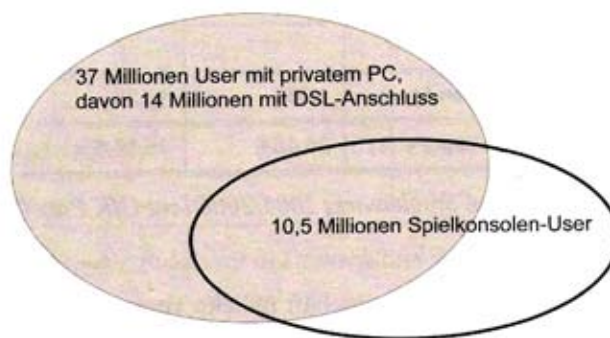 37 Millionen User mit privatem PC,
davon 14 Millionen mit DSL-Anschluss
10,5 Millionen Spielkonsolen-User